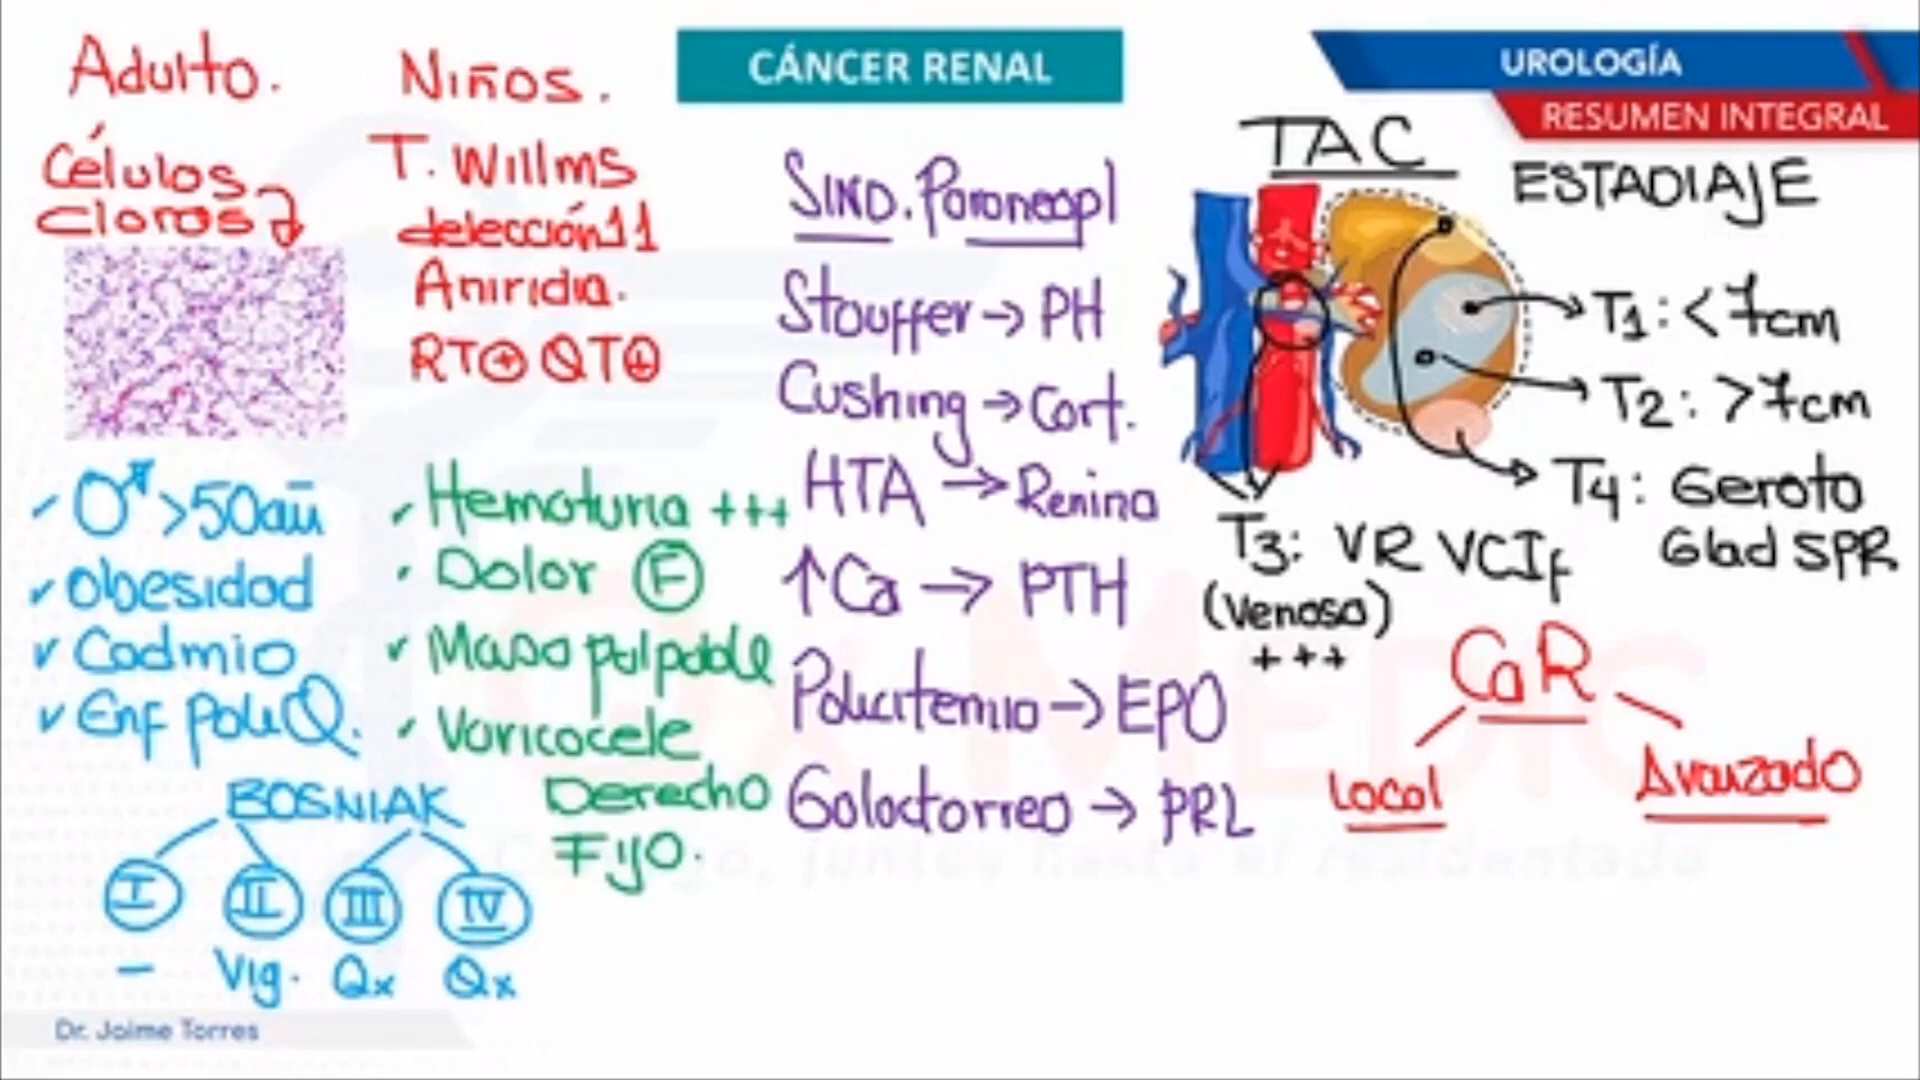 CÁNCER RENAL
UROLOGÍA
RESUMEN INTEGRAL
Adulto.
Células
claras
Niños.
T. Willms
delección 11
Aniridia.
RT⊕ QT⊕
♂ >50añ
Obesidad
Cadmio
Enf poliQ.
BOSNIAK
I II III IV
– Vig. Qx Qx
Hematuria +++
Dolor F
Masa palpable
Varicocele
Derecho
Fijo.
SIND. Paraneopl
Stouffer → PH
Cushing → Cort.
HTA → Renina
↑Ca → PTH
Policitemia → EPO
Galactorrea → PRL
TAC
ESTADIAJE
T1: <7cm
T2: >7cm
T4: Gerota
Glad SPR
T3: VR VCIf
(Venosa)
+++
CaR
Local
Avanzado
Dr. Jaime Torres